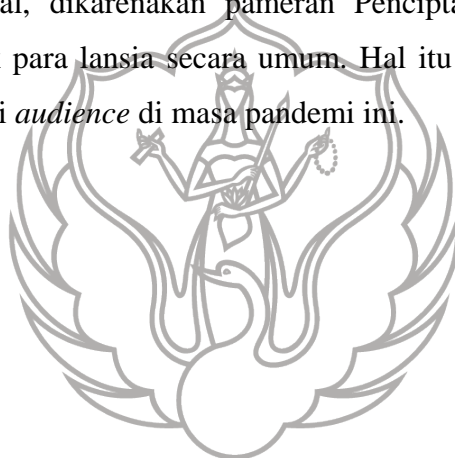 al, dikarenakan pameran Pencipta
para lansia secara umum. Hal itu
i audience di masa pandemi ini.